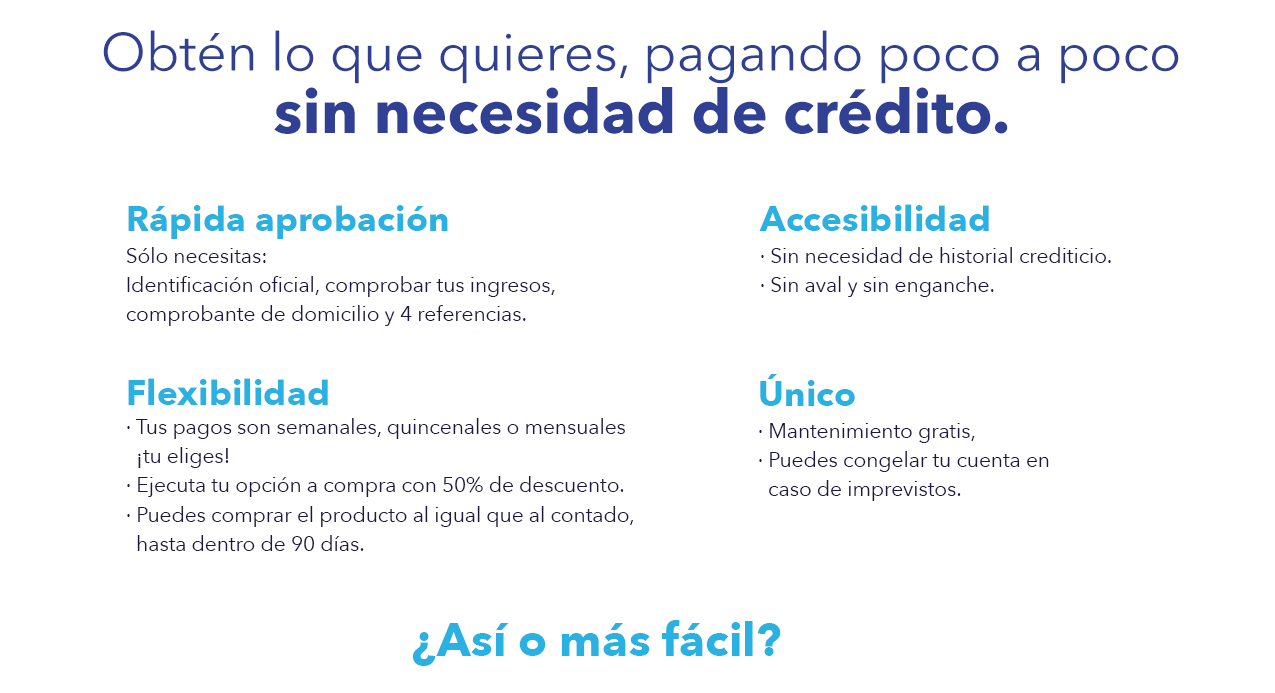 Obtén lo que quieres, pagando poco a poco
sin necesidad de crédito.
Rápida aprobación
Sólo necesitas:
Identificación oficial, comprobar tus ingresos,
comprobante de domicilio y 4 referencias.
Accesibilidad
· Sin necesidad de historial crediticio.
· Sin aval y sin enganche.
Flexibilidad
· Tus pagos son semanales, quincenales o mensuales
¡tu eliges!
· Ejecuta tu opción a compra con 50% de descuento.
· Puedes comprar el producto al igual que al contado,
hasta dentro de 90 días.
Único
· Mantenimiento gratis,
· Puedes congelar tu cuenta en
caso de imprevistos.
¿Así o más fácil?